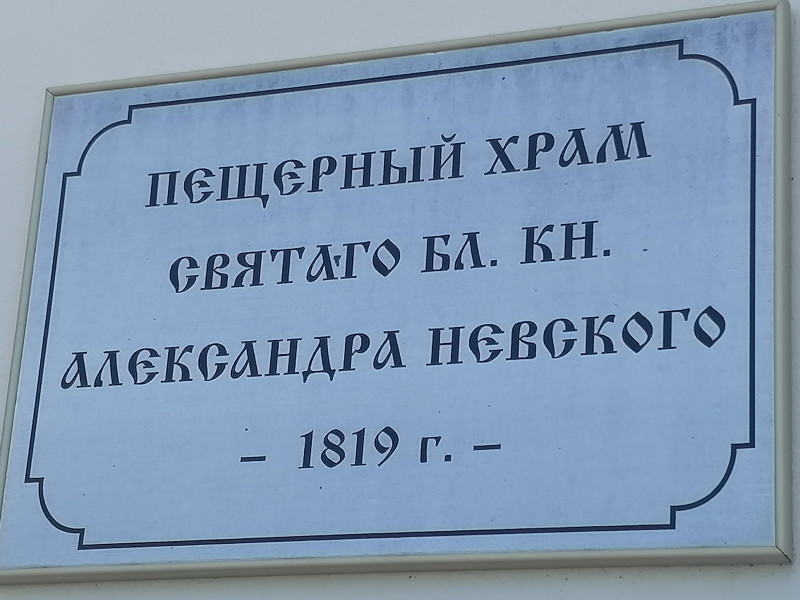 ПЕЩЕРНЫЙ ХРАМ
СВЯТАГО БЛ. КН.
АЛЕКСАНДРА НЕВСКОГО
– 1819 г. –